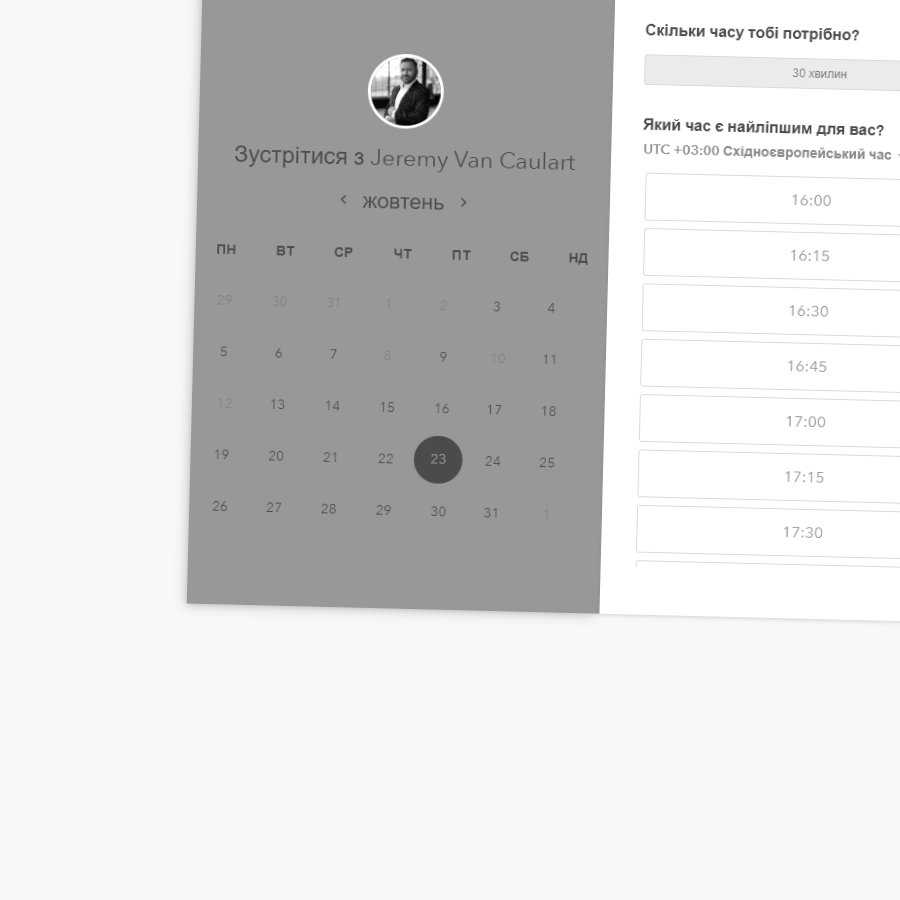 Зустрітися з Jeremy Van Caulart
жовтень
ПН ВТ СР ЧТ ПТ СБ НД
29 30 31 1 2 3 4
5 6 7 8 9 10 11
12 13 14 15 16 17 18
19 20 21 22 23 24 25
26 27 28 29 30 31 1
Скільки часу тобі потрібно?
30 хвилин
Який час є найліпшим для вас?
UTC +03:00 Східноєвропейський час
16:00
16:15
16:30
16:45
17:00
17:15
17:30